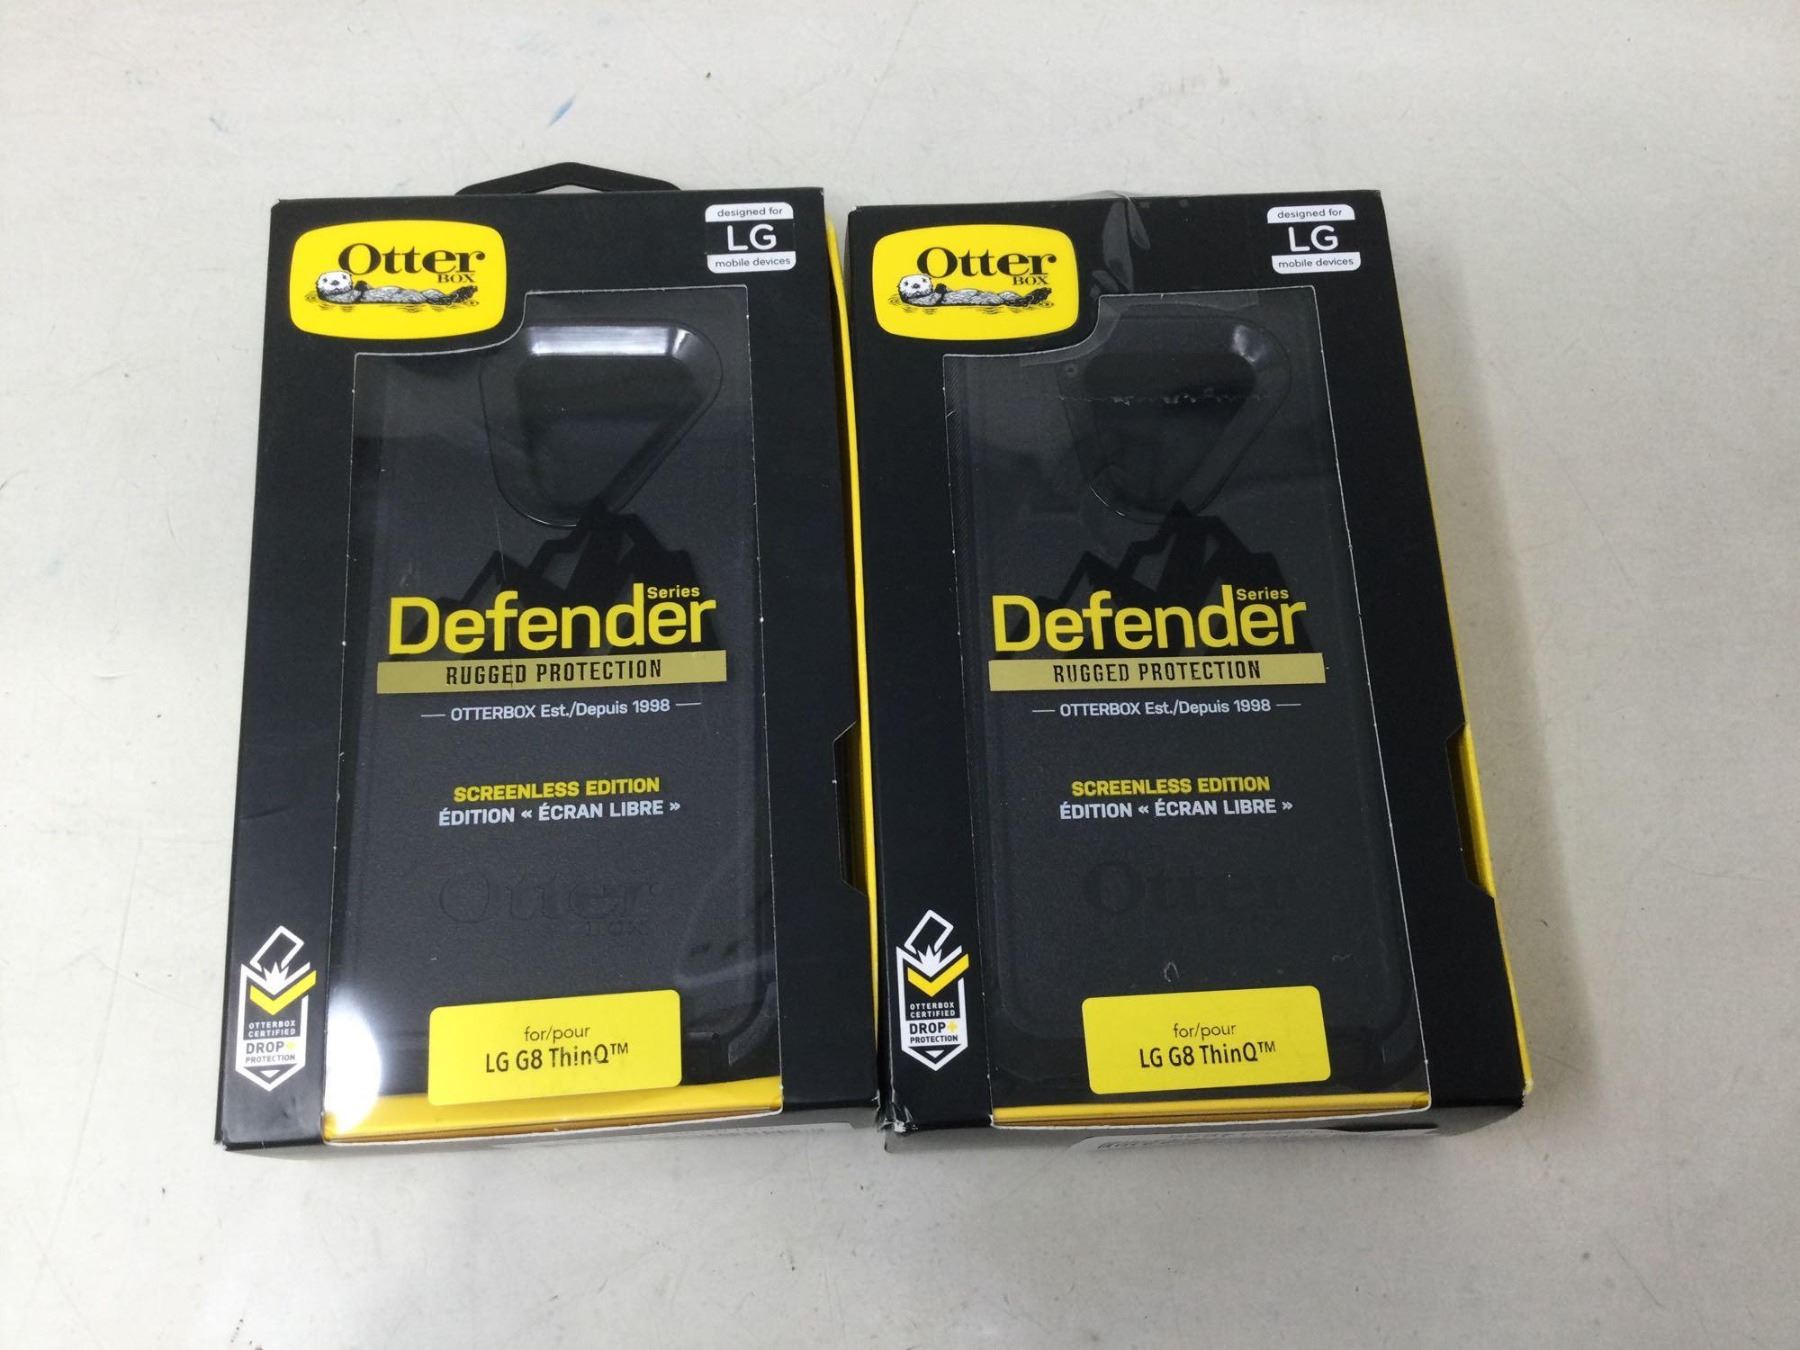 Otter
BOX
designed for
LG
mobile devices
Defender Series
RUGGED PROTECTION
OTTERBOX Est./Depuis 1998
SCREENLESS EDITION
ÉDITION « ÉCRAN LIBRE »
Otter
BOX
OTTERBOX
CERTIFIED
DROP+
PROTECTION
for/pour
LG G8 ThinQ™
Otter
BOX
designed for
LG
mobile devices
Defender Series
RUGGED PROTECTION
OTTERBOX Est./Depuis 1998
SCREENLESS EDITION
ÉDITION « ÉCRAN LIBRE »
Otter
OTTERBOX
CERTIFIED
DROP+
PROTECTION
for/pour
LG G8 ThinQ™